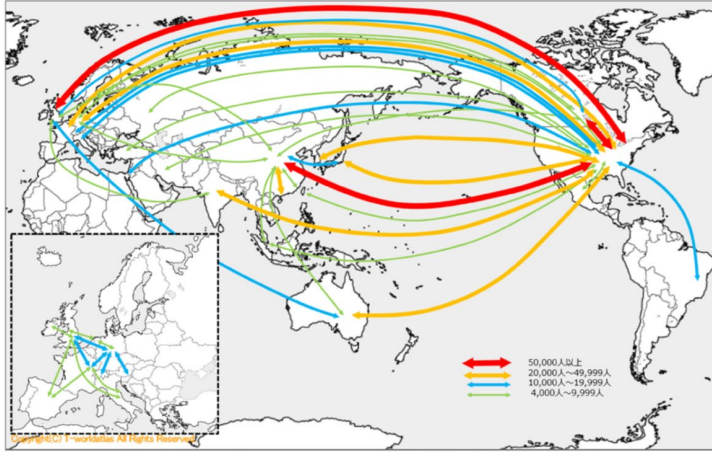 50,000人以上
20,000人～49,999人
10,000人～19,999人
4,000人～9,999人
Copyright(C) T-worldatlas All Rights Reserved